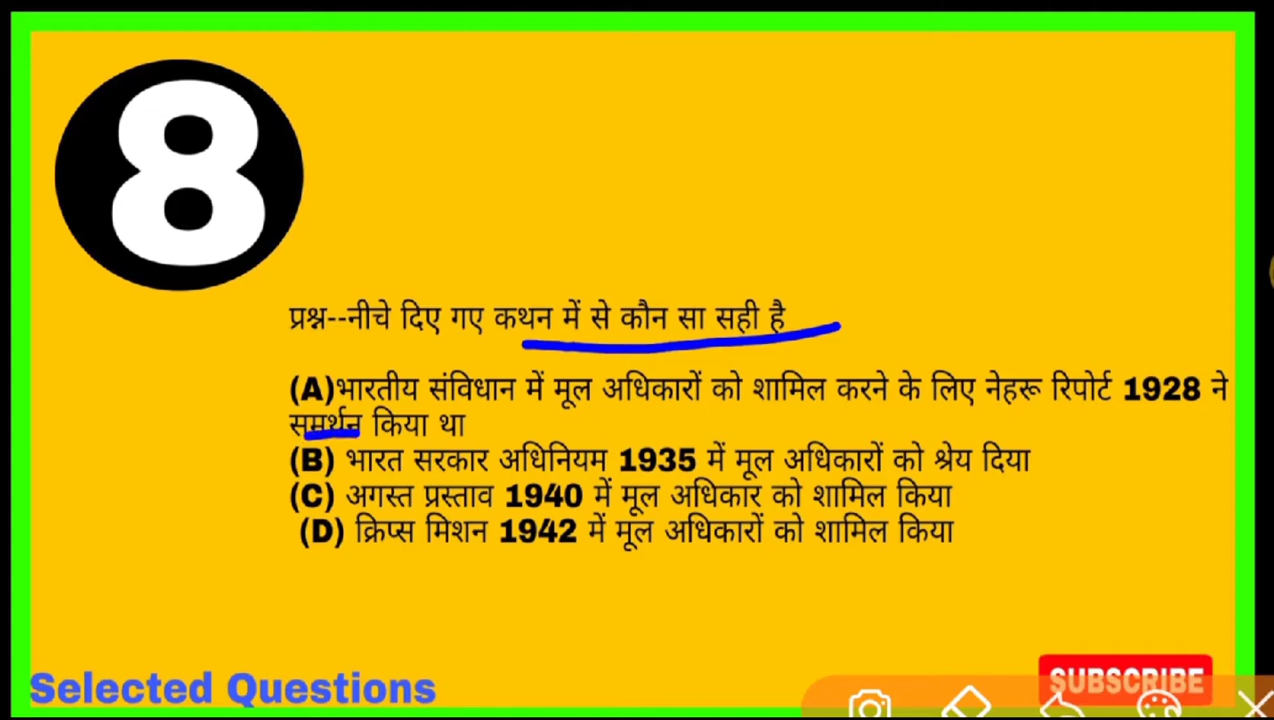 8
प्रश्न--नीचे दिए गए कथन में से कौन सा सही है
(A)भारतीय संविधान में मूल अधिकारों को शामिल करने के लिए नेहरू रिपोर्ट 1928 ने
समर्थन किया था
(B) भारत सरकार अधिनियम 1935 में मूल अधिकारों को श्रेय दिया
(C) अगस्त प्रस्ताव 1940 में मूल अधिकार को शामिल किया
(D) क्रिप्स मिशन 1942 में मूल अधिकारों को शामिल किया
Selected Questions
SUBSCRIBE